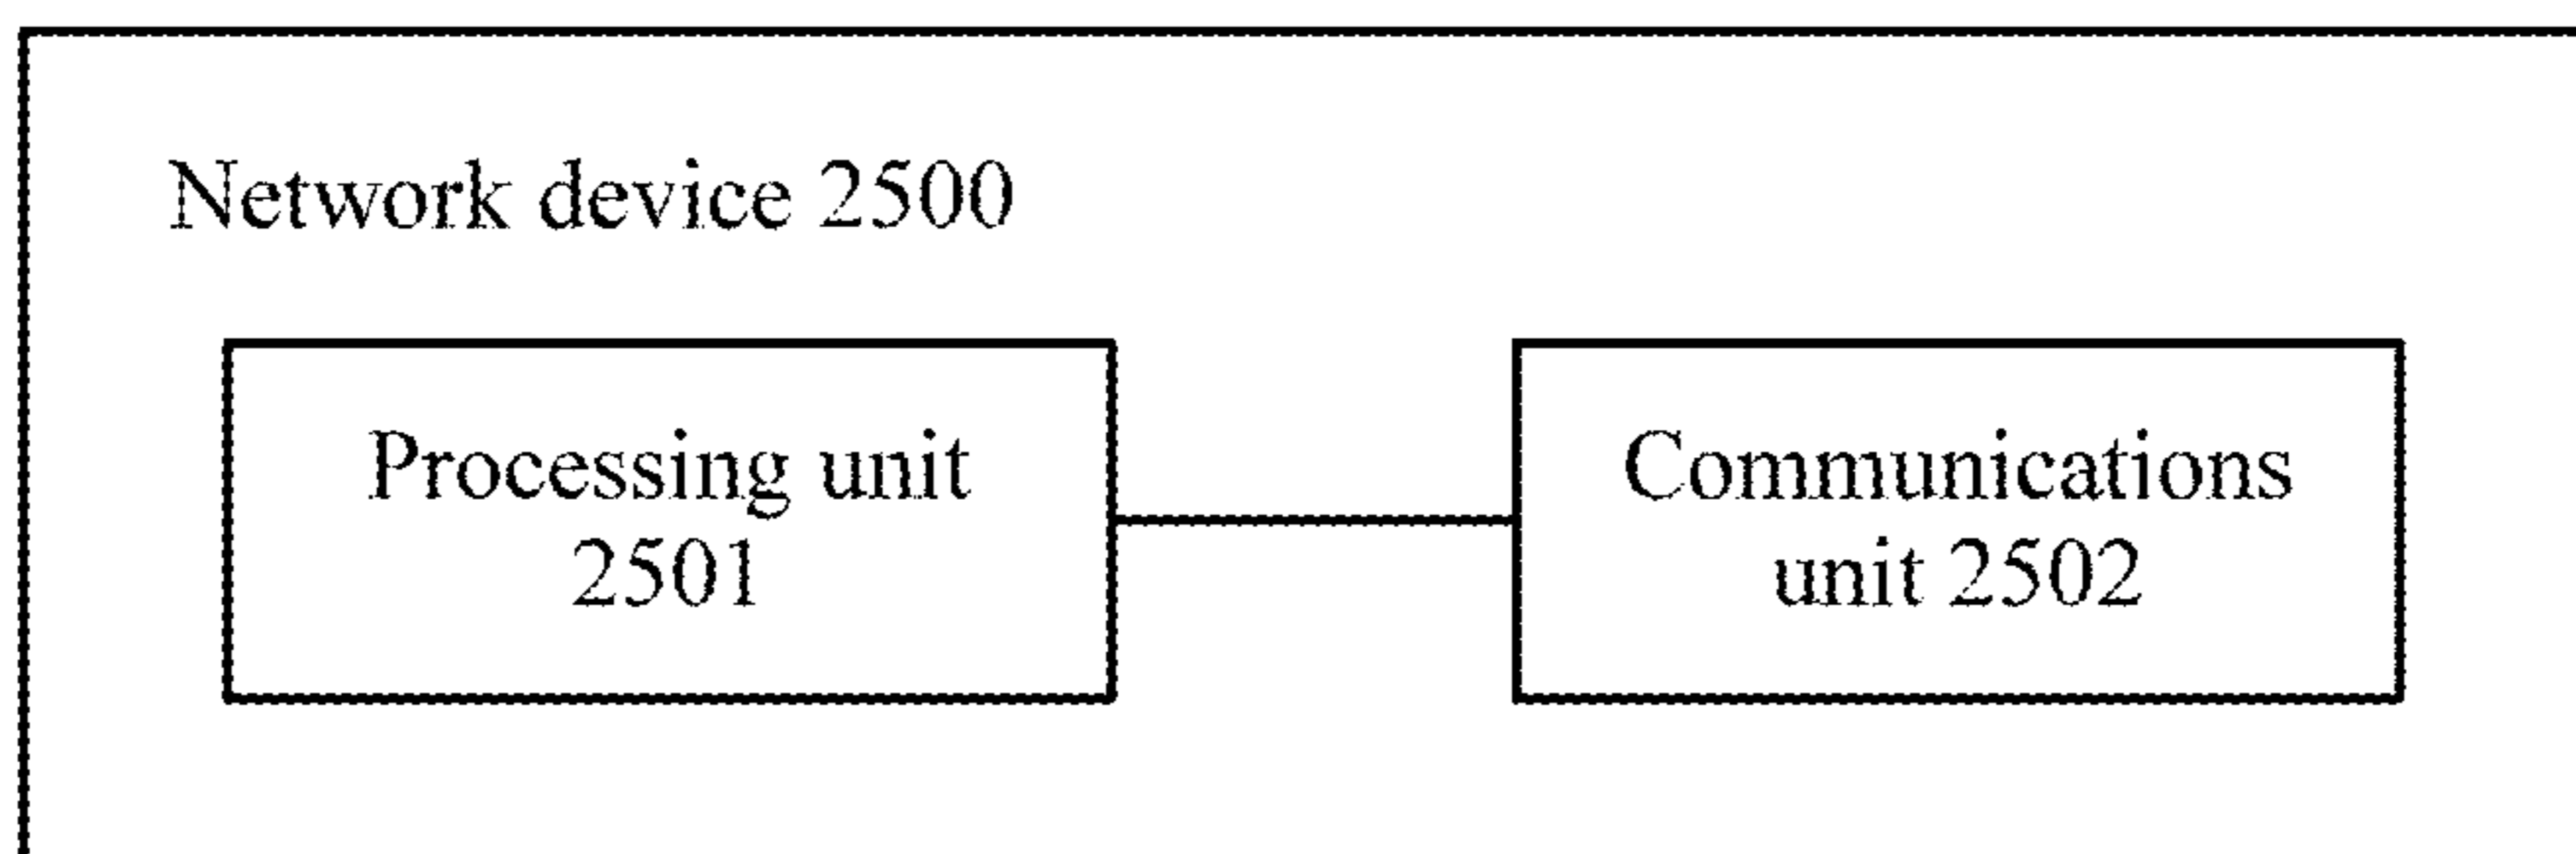 Network device 2500
Processing unit
2501
Communications
unit 2502